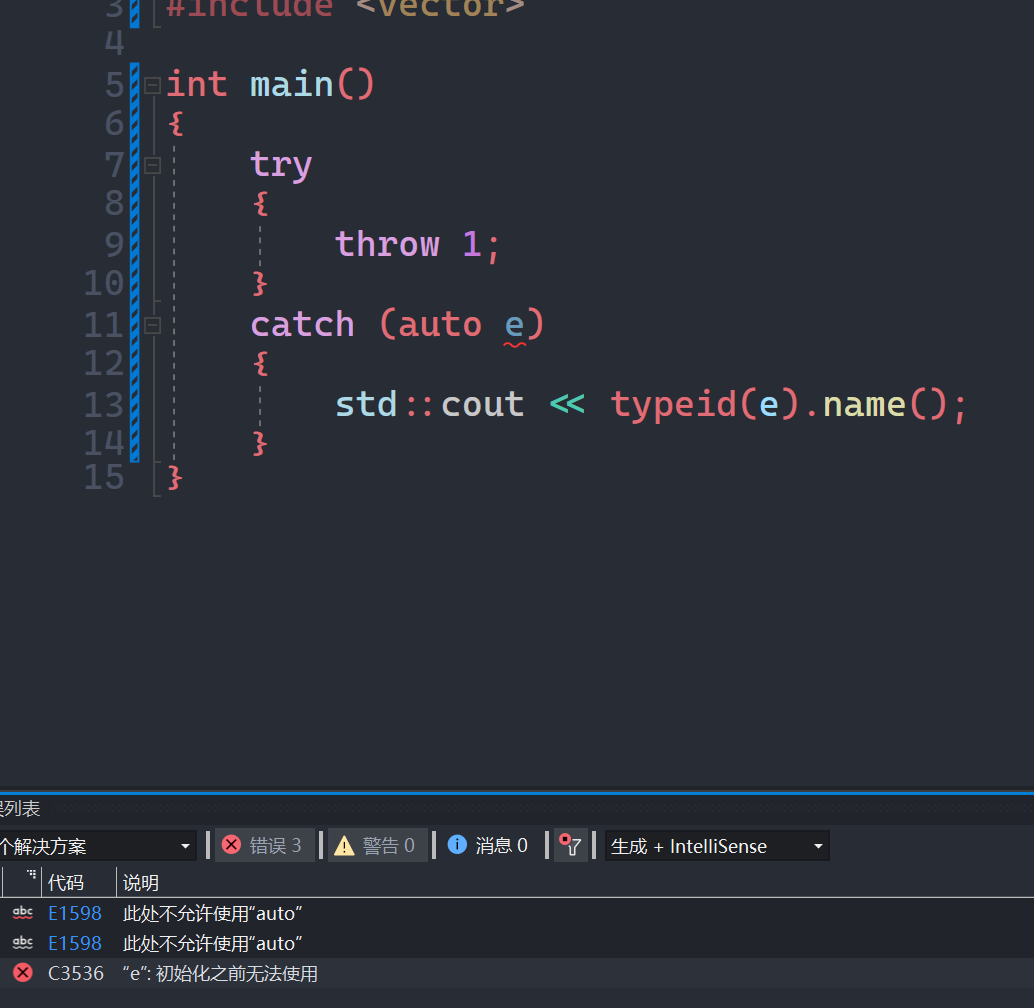 3 #include <vector>
4
5 int main()
6 {
7 try
8 {
9 throw 1;
10 }
11 catch (auto e)
12 {
13 std::cout << typeid(e).name();
14 }
15 }
列表
个解决方案 错误 3 警告 0 消息 0 生成 + IntelliSense
代码 说明
abc E1598 此处不允许使用“auto”
abc E1598 此处不允许使用“auto”
C3536 “e”: 初始化之前无法使用